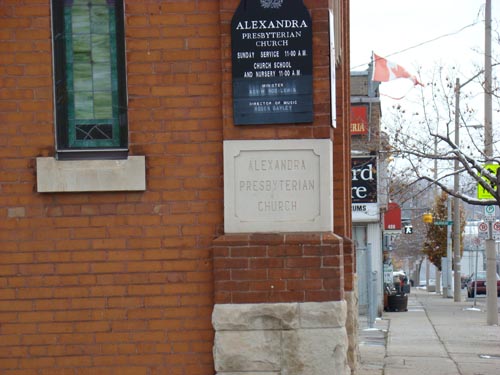 ALEXANDRA
PRESBYTERIAN
CHURCH
SUNDAY SERVICE 11:00 A.M
CHURCH SCHOOL
AND NURSERY 11:00 A.M
MINISTER
DIRECTOR OF MUSIC
ALEXANDRA
PRESBYTERIAN
CHURCH